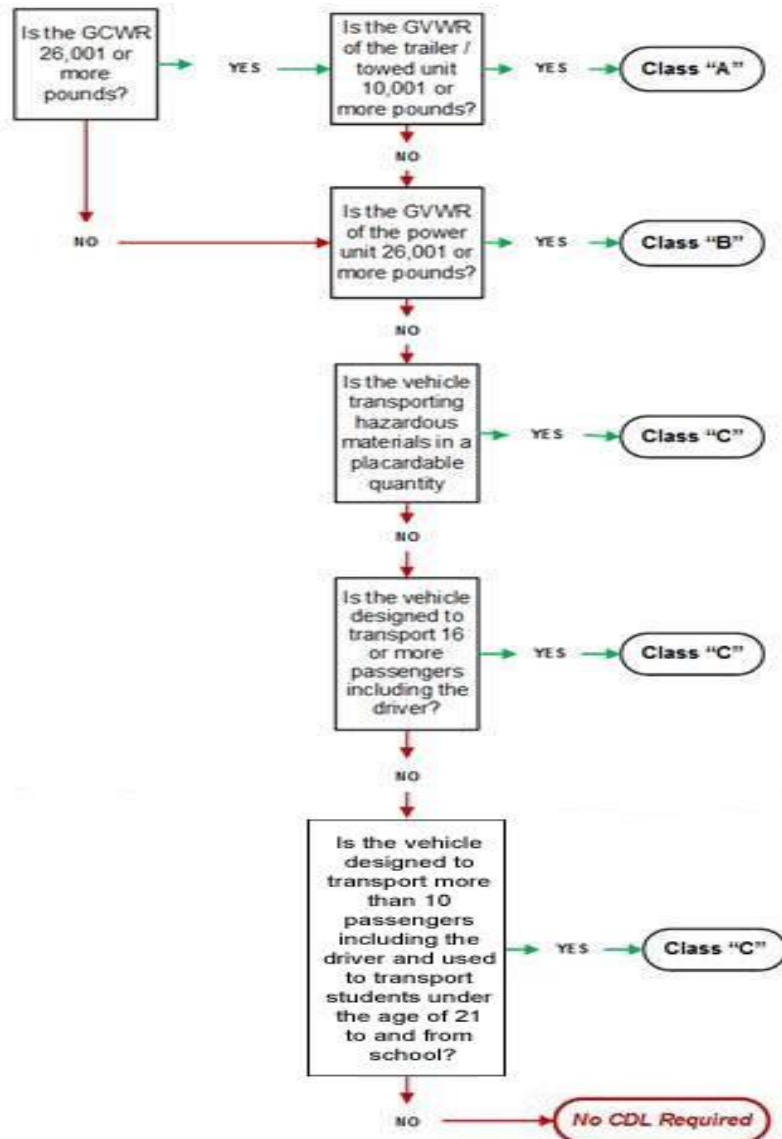 Is the GCWR
26,001 or
more
pounds?
YES
Is the GVWR
of the trailer /
towed unit
10,001 or
more pounds?
YES
Class “A”
NO
NO
Is the GVWR
of the power
unit 26,001 or
more pounds?
YES
Class “B”
NO
Is the vehicle
transporting
hazardous
materials in a
placardable
quantity
YES
Class “C”
NO
Is the vehicle
designed to
transport 16
or more
passengers
including the
driver?
YES
Class “C”
NO
Is the vehicle
designed to
transport more
than 10
passengers
including the
driver and used
to transport
students under
the age of 21
to and from
school?
YES
Class “C”
NO
No CDL Required